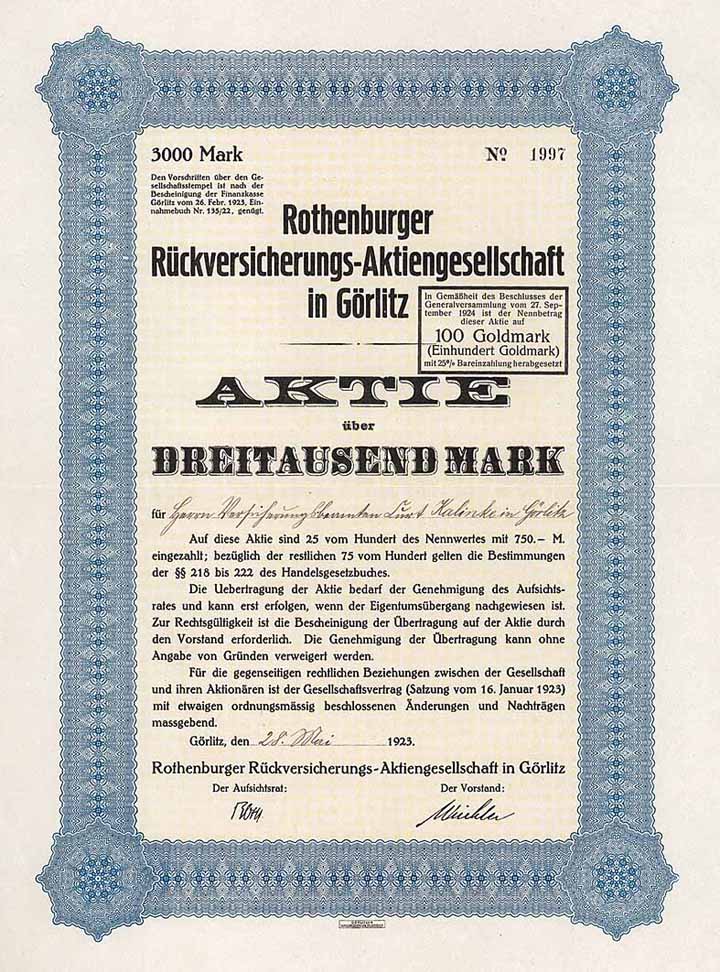 3000 Mark
Nº 1997
Den Vorschriften über den Ge-
sellschaftsstempel ist nach der
Bescheinigung der Finanzkasse
Görlitz vom 26. Febr. 1923, Ein-
nahmebuch Nr. 135/22, genügt.
Rothenburger
Rückversicherungs-Aktiengesellschaft
in Görlitz
In Gemäßheit des Beschlusses der
Generalversammlung vom 27. Sep-
tember 1924 ist der Nennbetrag
dieser Aktie auf
100 Goldmark
(Einhundert Goldmark)
mit 25% Bareinzahlung herabgesetzt
AKTIE
über
DREITAUSEND MARK
für Herrn Versicherungsbeamten Curt Kalinke in Görlitz
Auf diese Aktie sind 25 vom Hundert des Nennwertes mit 750.– M.
eingezahlt; bezüglich der restlichen 75 vom Hundert gelten die Bestimmungen
der §§ 218 bis 222 des Handelsgesetzbuches.
Die Uebertragung der Aktie bedarf der Genehmigung des Aufsichts-
rates und kann erst erfolgen, wenn der Eigentumsübergang nachgewiesen ist.
Zur Rechtsgültigkeit ist die Bescheinigung der Übertragung auf der Aktie durch
den Vorstand erforderlich. Die Genehmigung der Übertragung kann ohne
Angabe von Gründen verweigert werden.
Für die gegenseitigen rechtlichen Beziehungen zwischen der Gesellschaft
und ihren Aktionären ist der Gesellschaftsvertrag (Satzung vom 16. Januar 1923)
mit etwaigen ordnungsmässig beschlossenen Änderungen und Nachträgen
massgebend.
Görlitz, den 28. Mai 1923.
Rothenburger Rückversicherungs-Aktiengesellschaft in Görlitz
Der Aufsichtsrat:
Der Vorstand: